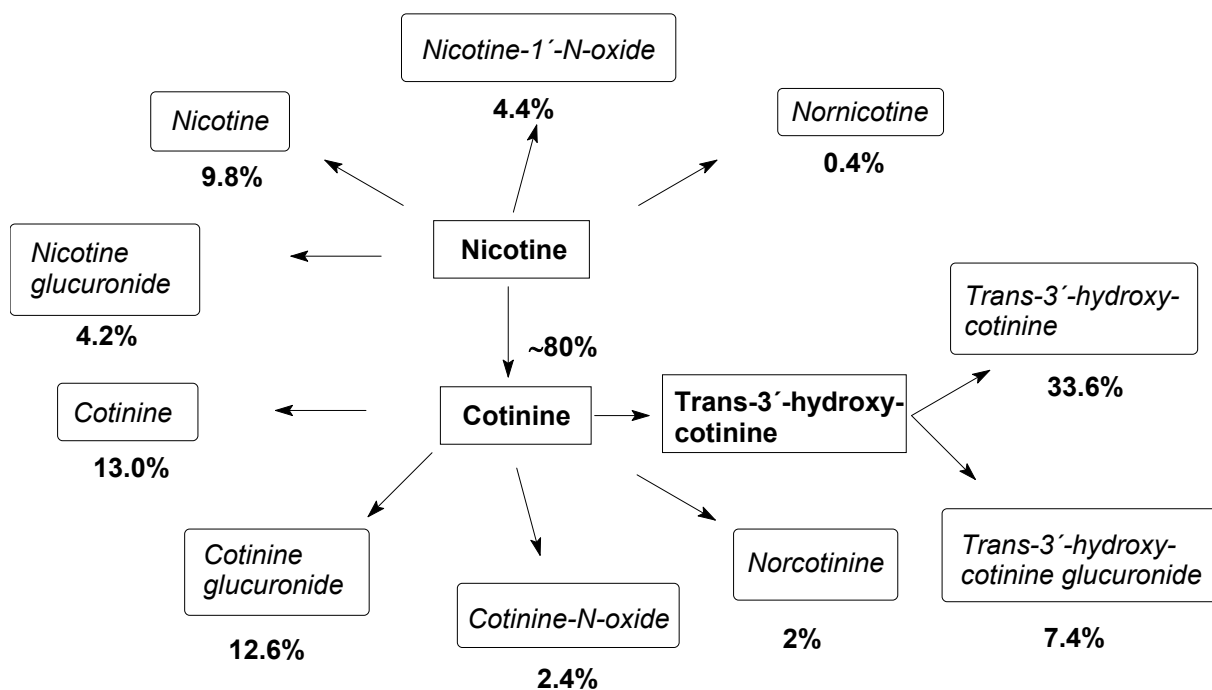 Nicotine-1´-N-oxide
4.4%
Nicotine
9.8%
Nornicotine
0.4%
Nicotine
Nicotine
glucuronide
4.2%
~80%
Trans-3´-hydroxy-
cotinine
33.6%
Cotinine
13.0%
Cotinine
Trans-3´-hydroxy-
cotinine
Cotinine
glucuronide
12.6%
Cotinine-N-oxide
2.4%
Norcotinine
2%
Trans-3´-hydroxy-
cotinine glucuronide
7.4%